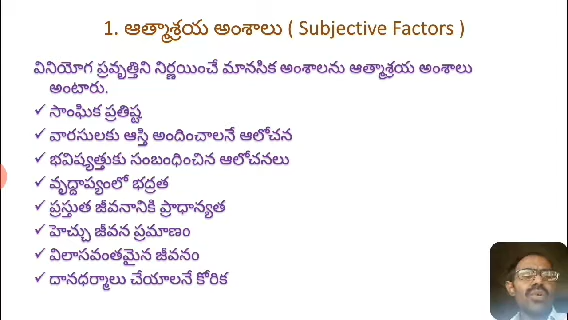 1. ఆత్మాశ్రయ అంశాలు ( Subjective Factors )
వినియోగ ప్రవృత్తిని నిర్ణయించే మానసిక అంశాలను ఆత్మాశ్రయ అంశాలు
అంటారు.
✓ సాంఘిక ప్రతిష్ట
✓ వారసులకు ఆస్తి అందించాలనే ఆలోచన
✓ భవిష్యత్తుకు సంబంధించిన ఆలోచనలు
✓ వృద్దాప్యంలో భద్రత
✓ ప్రస్తుత జీవనానికి ప్రాధాన్యత
✓ హెచ్చు జీవన ప్రమాణం
✓ విలాసవంతమైన జీవనం
✓ దానధర్మాలు చేయాలనే కోరిక